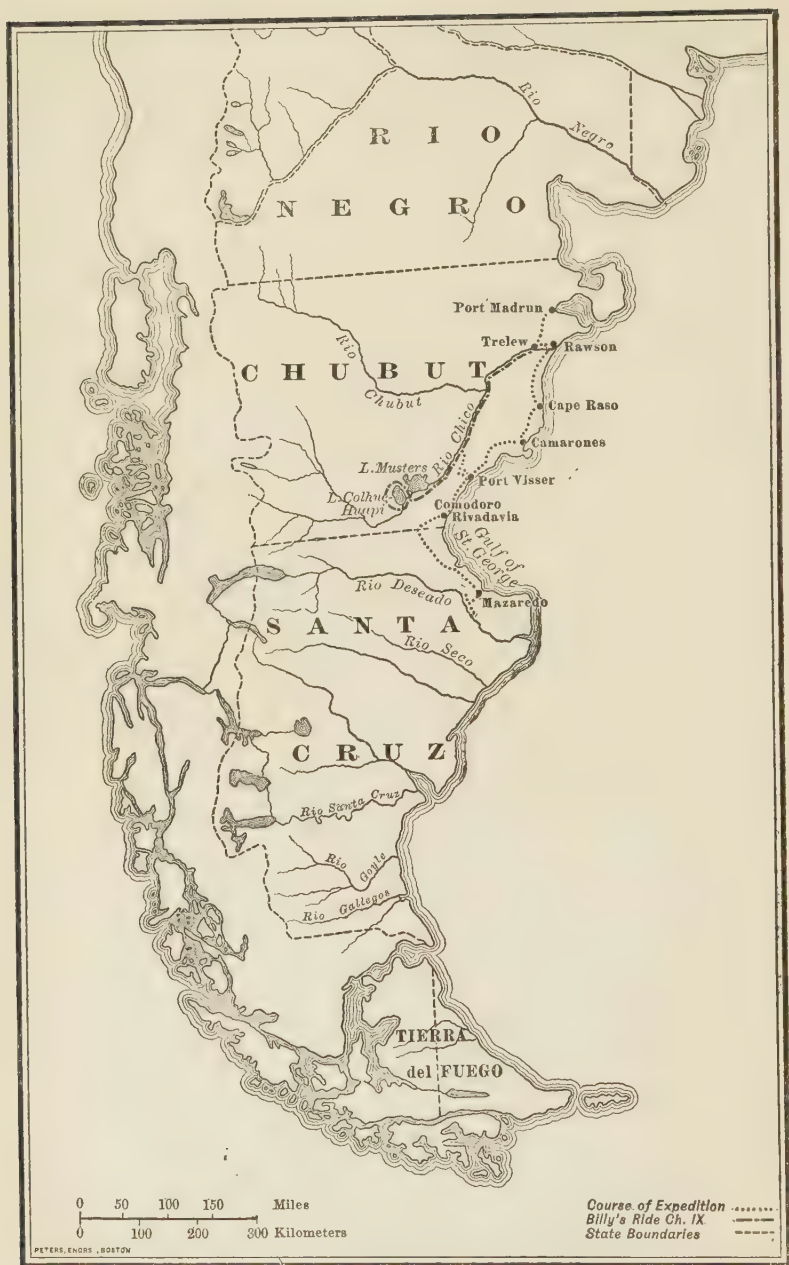 Rio
Negro
RIO
NEGRO
Port Madrun
Trelew
Rawson
Rio
CHUBUT
Chubut
Rio Chico
Cape Raso
Camarones
L. Musters
L. Colhue
Huapi
Port Visser
Comodoro
Rivadavia
Gulf of
St George
Rio Deseado
Mazaredo
SANTA
Rio Seco
CRUZ
Rio Santa Cruz
Rio
Goyle
Rio Gallegos
TIERRA
del FUEGO
0 50 100 150 Miles
0 100 200 300 Kilometers
Course of Expedition
Billy's Ride Ch. IX
State Boundaries
PETERS, ENGRS., BOSTON